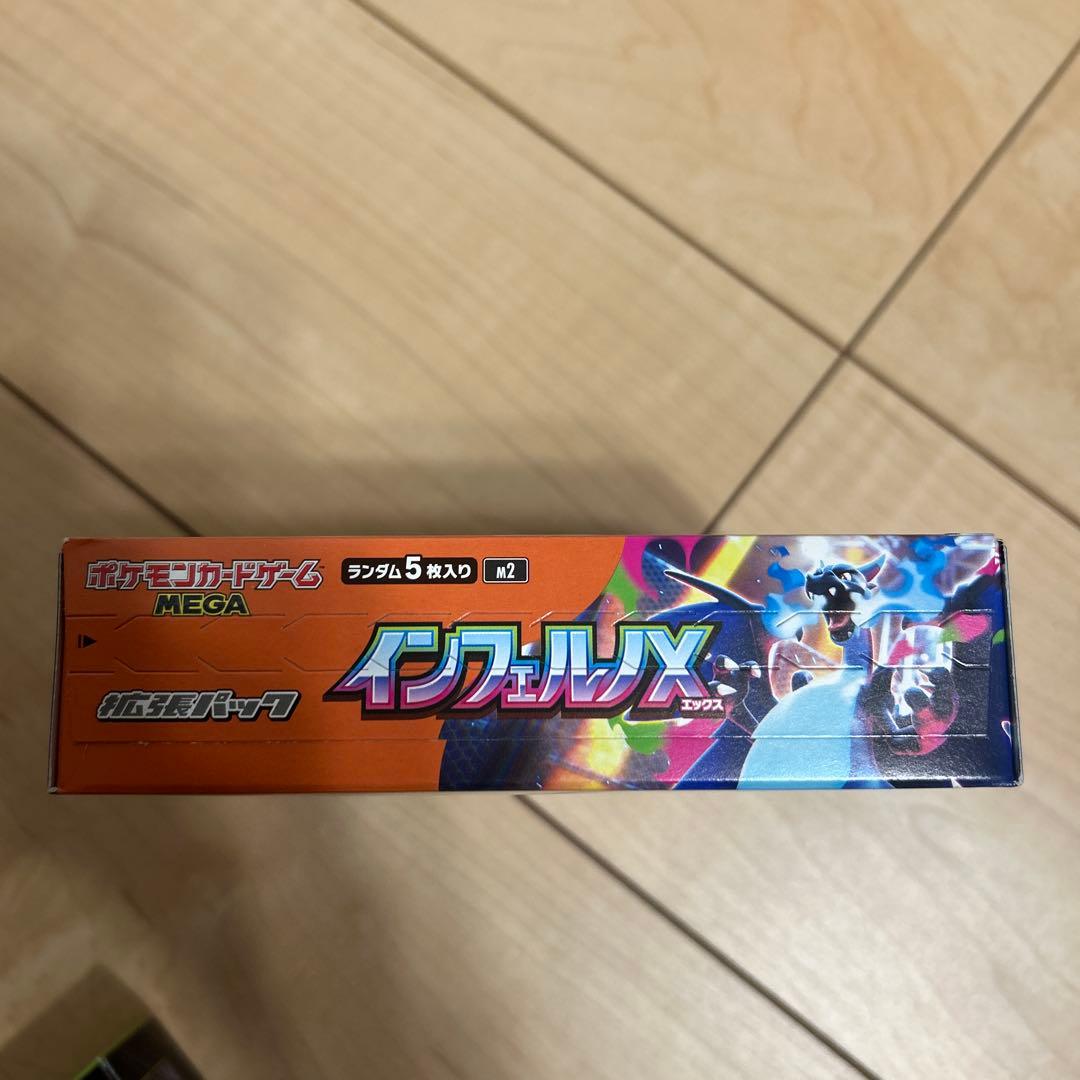 ポケモンカードゲーム
MEGA
ランダム5枚入り
M2
拡張パック
インフェルノX
エックス